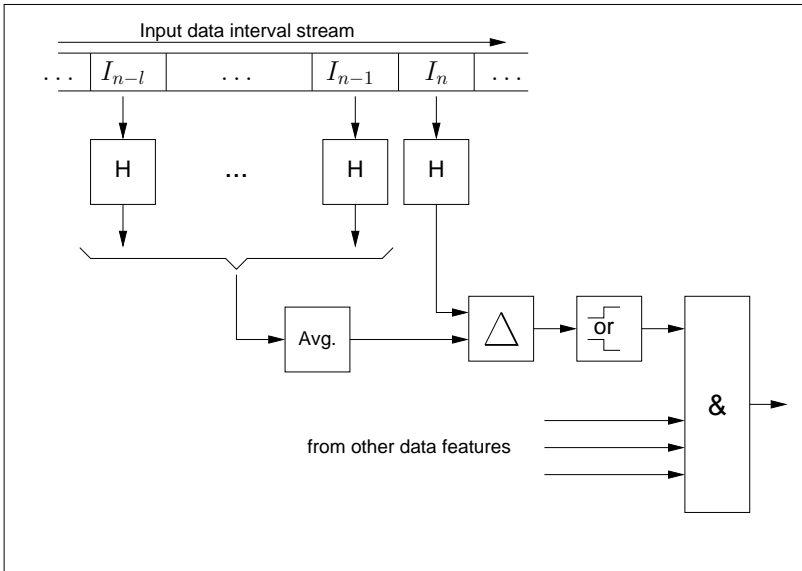 Input data interval stream
... I_{n-l} ... I_{n-1} I_n ...
H ... H H
Δ or
Avg. &
from other data features